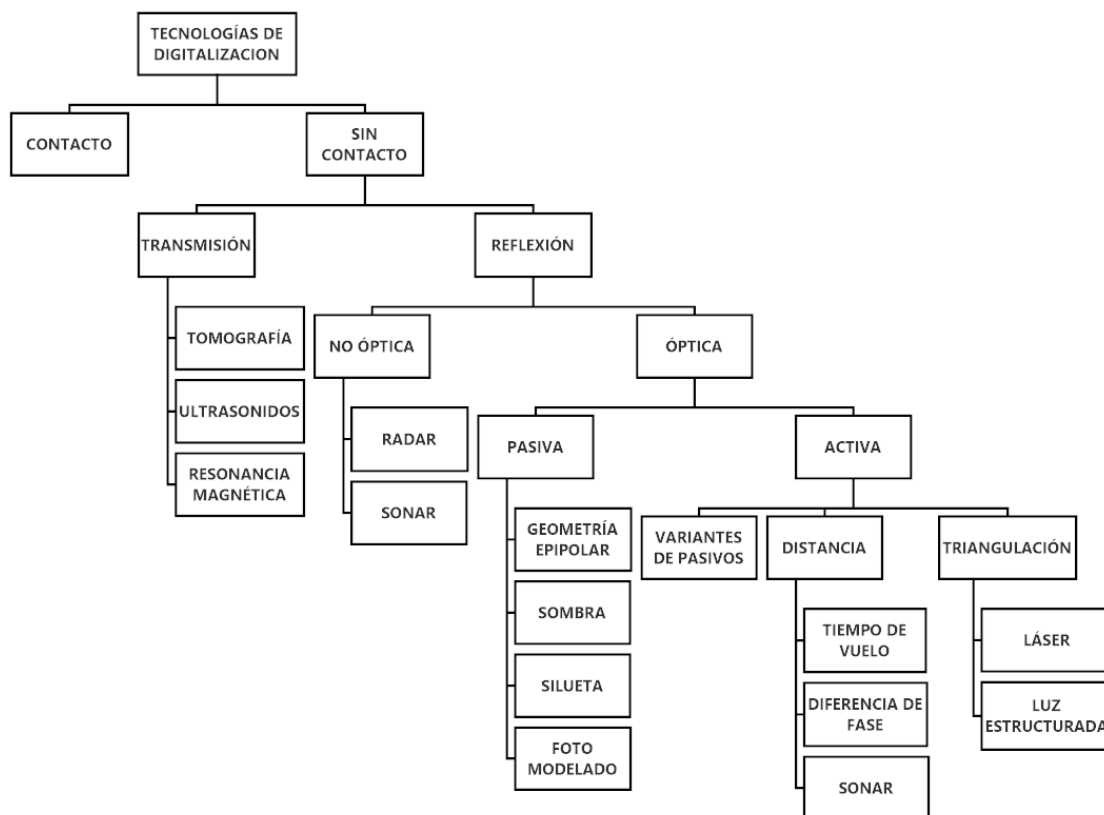 TECNOLOGÍAS DE
DIGITALIZACION
CONTACTO
SIN
CONTACTO
TRANSMISIÓN
REFLEXIÓN
TOMOGRAFÍA
ULTRASONIDOS
RESONANCIA
MAGNÉTICA
NO ÓPTICA
ÓPTICA
RADAR
SONAR
PASIVA
ACTIVA
GEOMETRÍA
EPIPOLAR
SOMBRA
SILUETA
FOTO
MODELADO
VARIANTES
DE PASIVOS
DISTANCIA
TRIANGULACIÓN
TIEMPO DE
VUELO
DIFERENCIA DE
FASE
SONAR
LÁSER
LUZ
ESTRUCTURADA